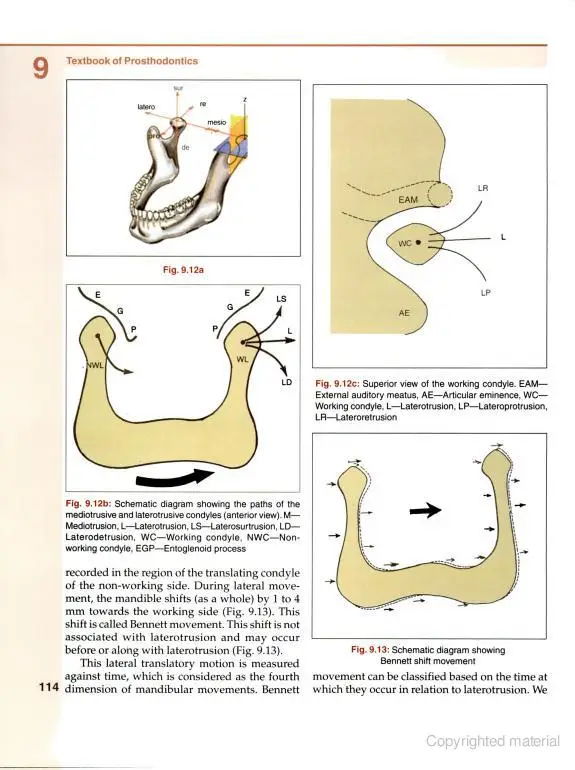 9
Textbook of Prosthodontics
sur
latero
re
z
mesio
pro
de
Fig. 9.12a
E
G
P
NWL
E
G
P
WL
LS
L
LD
Fig. 9.12b: Schematic diagram showing the paths of the
mediotrusive and laterotrusive condyles (anterior view). M—
Mediotrusion, L—Laterotrusion, LS—Laterosurtrusion, LD—
Laterodetrusion, WC—Working condyle, NWC—Non-
working condyle, EGP—Entoglenoid process
recorded in the region of the translating condyle
of the non-working side. During lateral move-
ment, the mandible shifts (as a whole) by 1 to 4
mm towards the working side (Fig. 9.13). This
shift is called Bennett movement. This shift is not
associated with laterotrusion and may occur
before or along with laterotrusion (Fig. 9.13).
This lateral translatory motion is measured
against time, which is considered as the fourth
dimension of mandibular movements. Bennett
114
EAM
WC
AE
LR
L
LP
Fig. 9.12c: Superior view of the working condyle. EAM—
External auditory meatus, AE—Articular eminence, WC—
Working condyle, L—Laterotrusion, LP—Lateroprotrusion,
LR—Lateroretrusion
Fig. 9.13: Schematic diagram showing
Bennett shift movement
movement can be classified based on the time at
which they occur in relation to laterotrusion. We
Copyrighted material